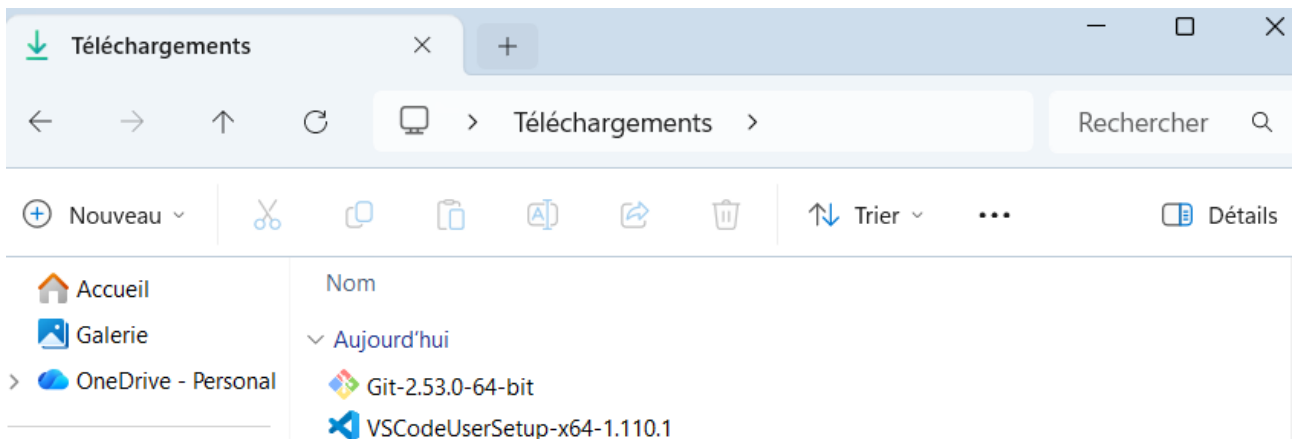 Téléchargements
Téléchargements
Rechercher
Nouveau
Trier
Détails
Accueil
Galerie
OneDrive - Personal
Nom
Aujourd'hui
Git-2.53.0-64-bit
VSCodeUserSetup-x64-1.110.1